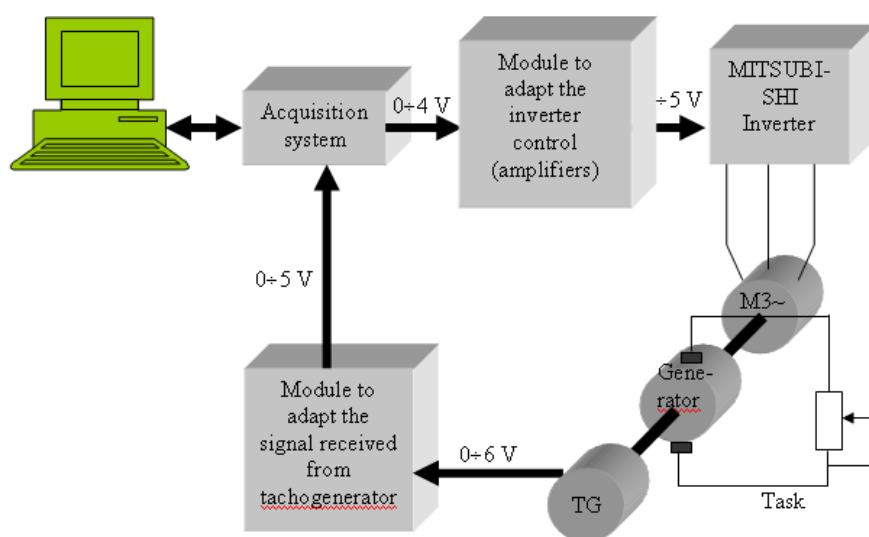 Acquisition
system
0÷4 V
Module to
adapt the
inverter
control
(amplifiers)
÷5 V
MITSUBI-
SHI
Inverter
0÷5 V
M3~
Gene-
rator
Module to
adapt the
signal received
from
tachogenerator
0÷6 V
TG
Task